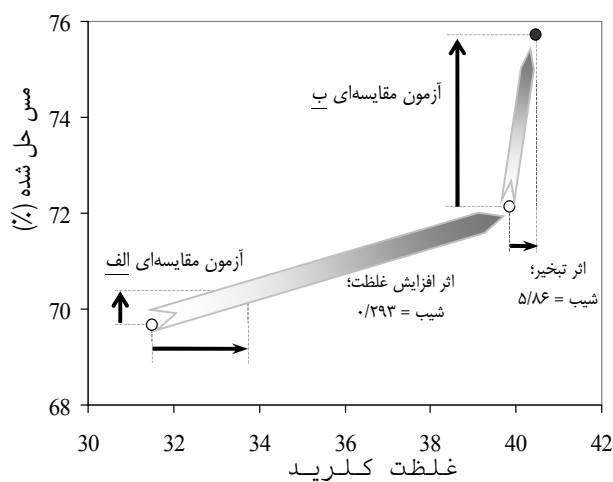 76
74
72
70
68
30
32
34
36
38
40
42
مس حل شده (%)
غلظت کلرید
آزمون مقایسه‌ای ب
آزمون مقایسه‌ای الف
اثر افزایش غلظت؛
شیب = ۰/۲۹۳
اثر تبخیر؛
شیب = ۵/۸۶